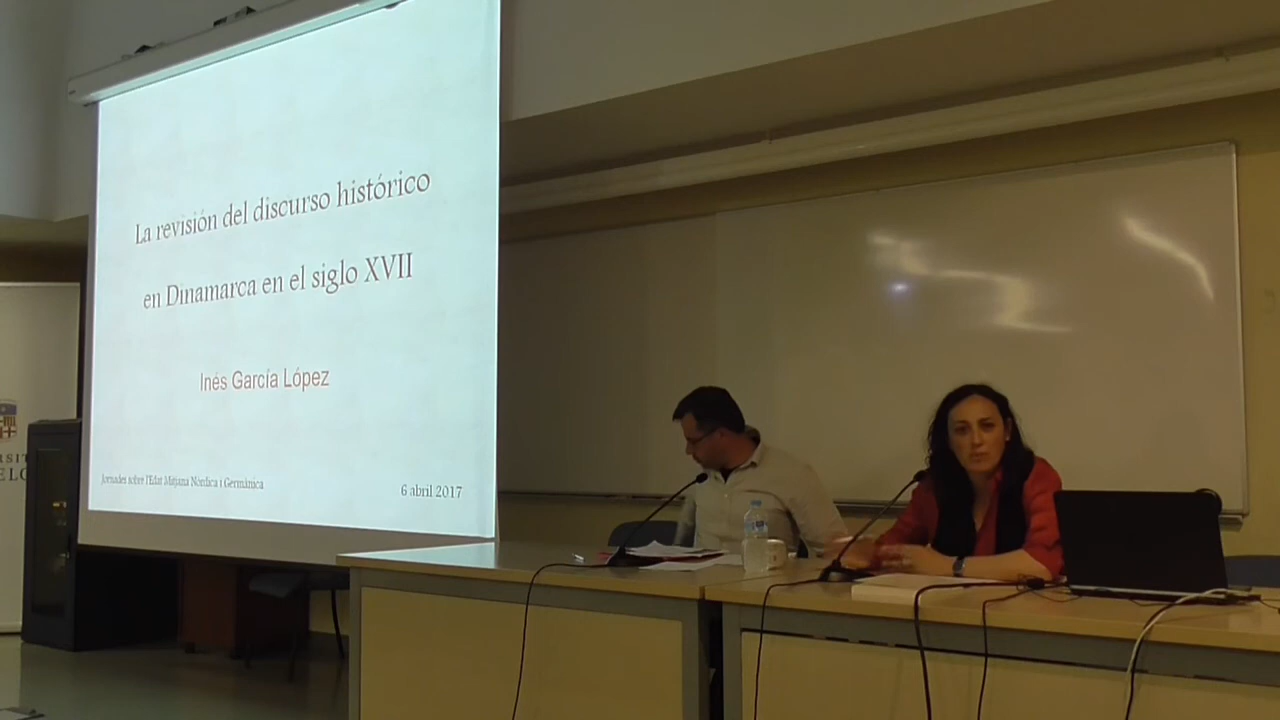 La revisión del discurso histórico
en Dinamarca en el siglo XVII
Inés García López
Jornades sobre l'Edat Mitjana Nòrdica i Germànica
6 abril 2017